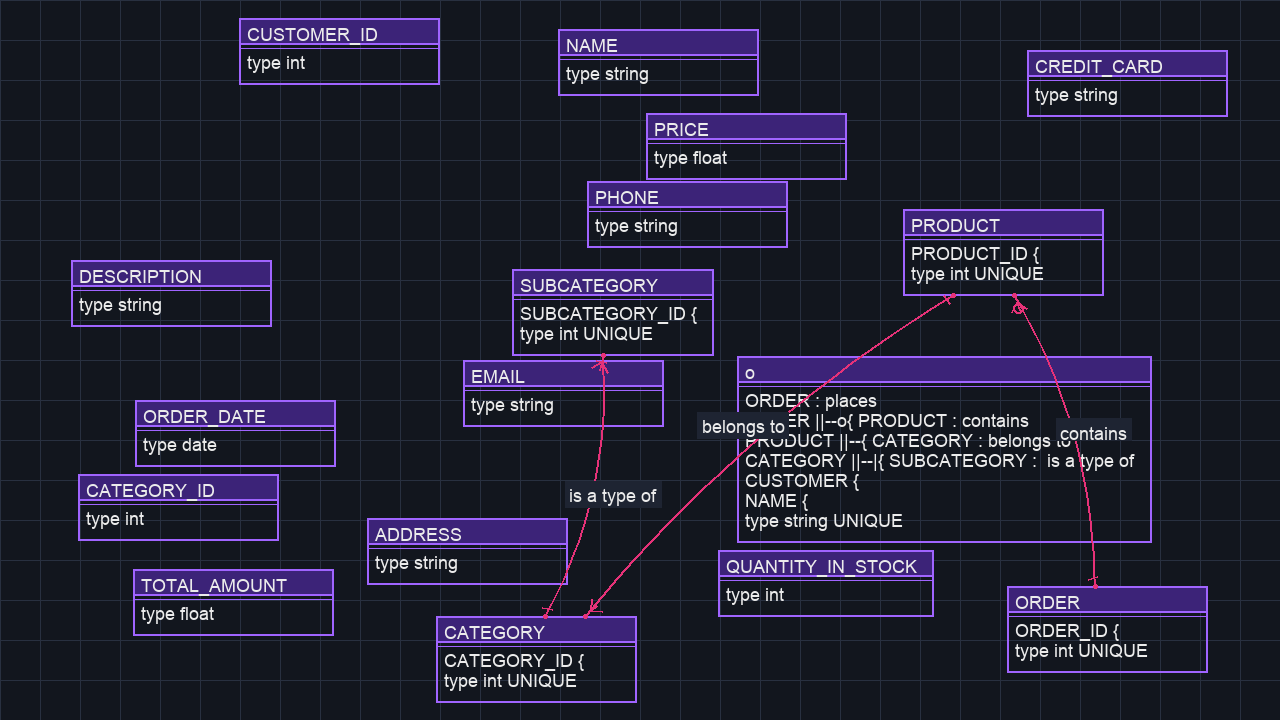 CUSTOMER_ID
type int
NAME
type string
CREDIT_CARD
type string
PRICE
type float
PHONE
type string
PRODUCT
PRODUCT_ID {
type int UNIQUE
DESCRIPTION
type string
SUBCATEGORY
SUBCATEGORY_ID {
type int UNIQUE
EMAIL
type string
o
ORDER : places
ER ||--o{ PRODUCT : contains
PRODUCT ||--{ CATEGORY : belongs to
CATEGORY ||--|{ SUBCATEGORY :  is a type of
CUSTOMER {
NAME {
type string UNIQUE
belongs to
contains
is a type of
ORDER_DATE
type date
CATEGORY_ID
type int
ADDRESS
type string
QUANTITY_IN_STOCK
type int
TOTAL_AMOUNT
type float
ORDER
ORDER_ID {
type int UNIQUE
CATEGORY
CATEGORY_ID {
type int UNIQUE